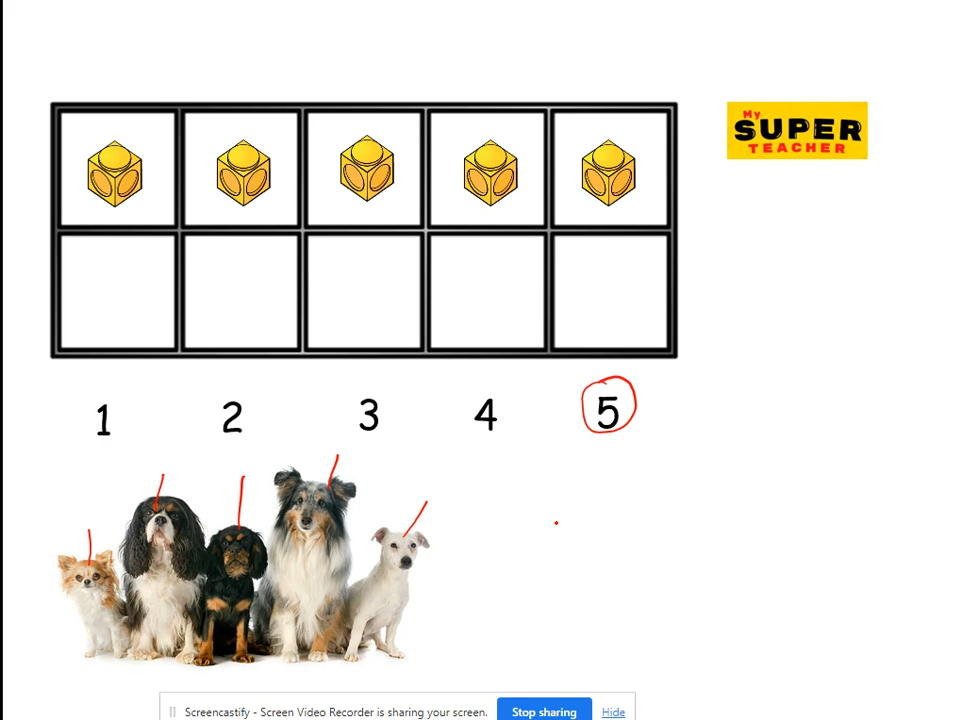 My
SUPER
TEACHER
1 2 3 4 5
Screencastify - Screen Video Recorder is sharing your screen. Stop sharing Hide